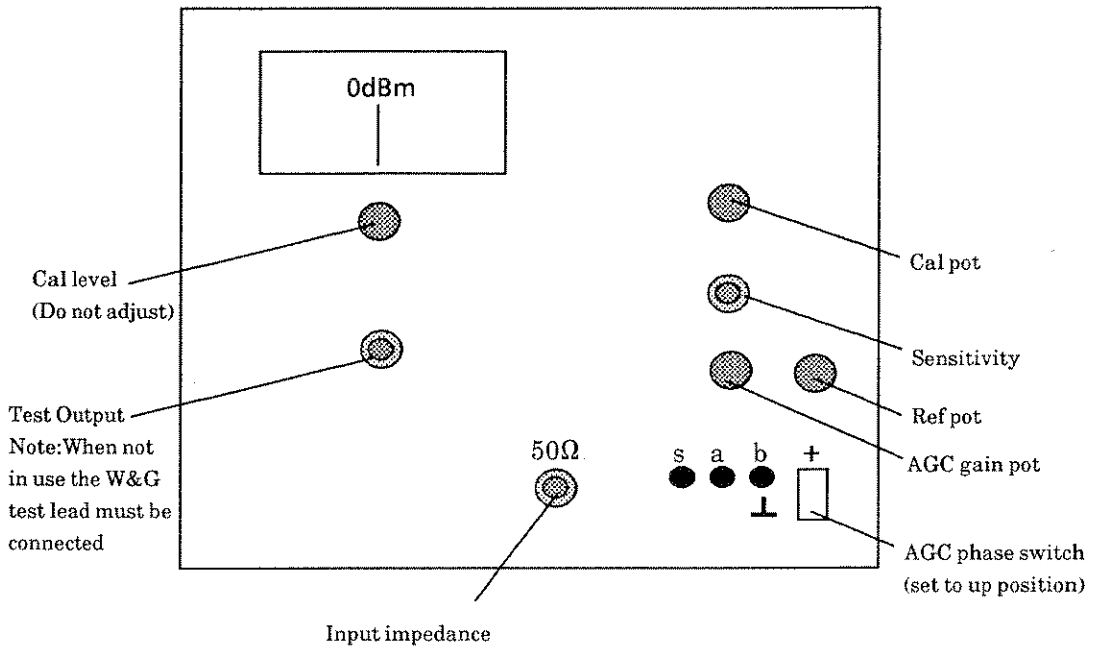 0dBm
Cal level
(Do not adjust)
Cal pot
Sensitivity
Test Output
Note:When not
in use the W&G
test lead must be
connected
Ref pot
50Ω
s a b +
⊥
AGC gain pot
AGC phase switch
(set to up position)
Input impedance